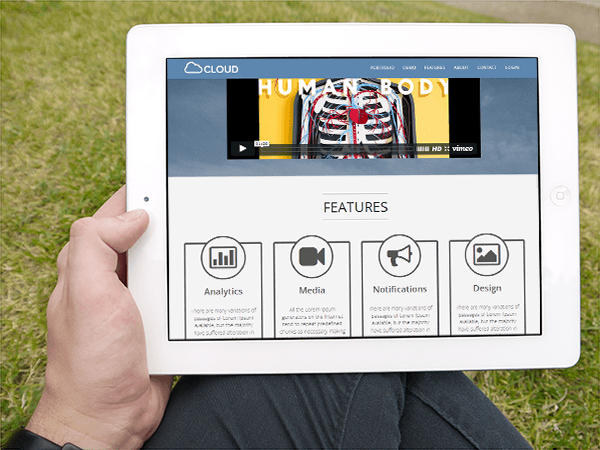 CLOUD
PORTFOLIO DEMO FEATURES ABOUT CONTACT LOGIN
HUMAN BODY
HD vimeo
FEATURES
Analytics
Media
Notifications
Design
There are many variations of
passages of Lorem Ipsum
available, but the majority
have suffered alteration in
All the Lorem Ipsum
generators on the Internet
tend to repeat predefined
chunks as necessary making
There are many variations of
passages of Lorem Ipsum
available, but the majority
have suffered alteration in
There are many variations of
passages of Lorem Ipsum
available, but the majority
have suffered alteration in